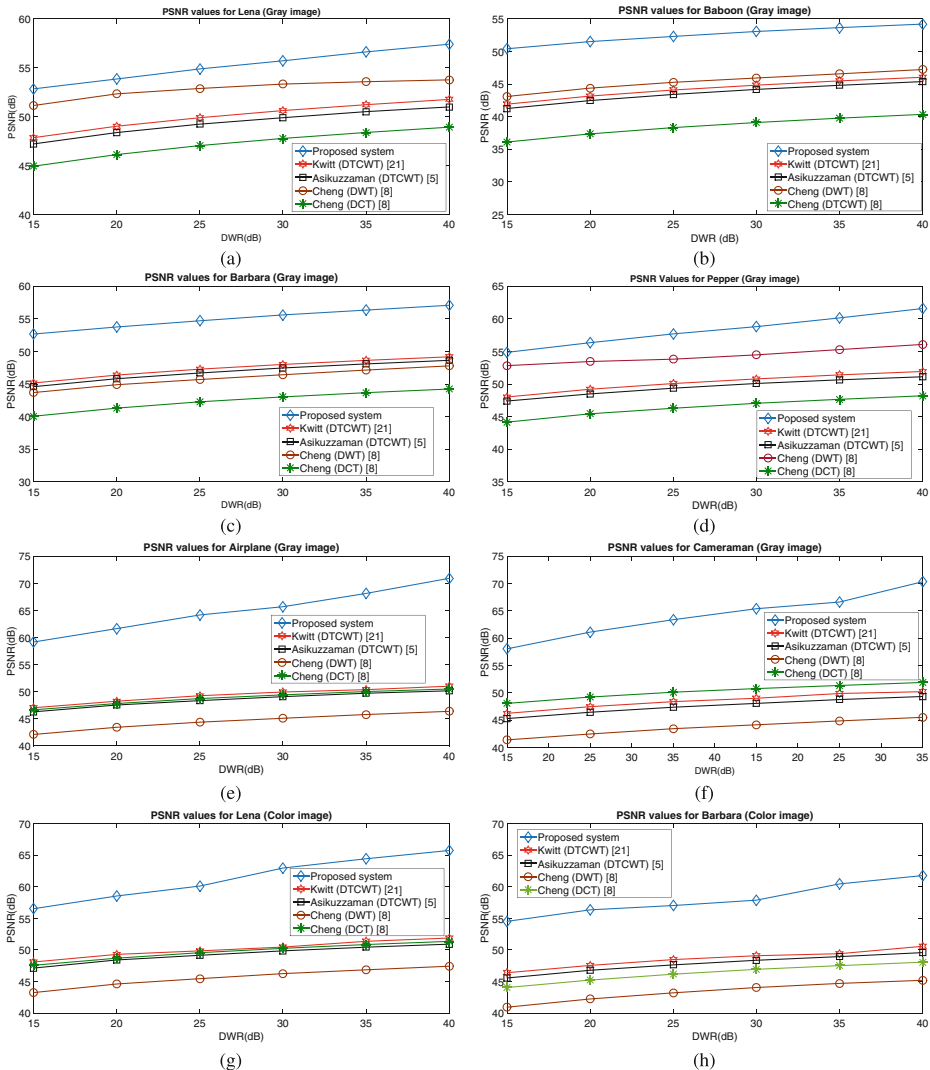 PSNR values for Lena (Gray image)
60
55
50
45
40
PSNR(dB)
Proposed system
Kwitt (DTCWT) [21]
Asikuzzaman (DTCWT) [5]
Cheng (DWT) [8]
Cheng (DCT) [8]
15 20 25 30 35 40
DWR(dB)
(a)
PSNR values for Baboon (Gray image)
55
50
45
40
35
30
25
PSNR (dB)
Proposed system
Kwitt (DTCWT) [21]
Asikuzzaman (DTCWT) [5]
Cheng (DWT) [8]
Cheng (DCT) [8]
15 20 25 30 35 40
DWR (dB)
(b)
PSNR values for Barbara (Gray image)
60
55
50
45
40
35
30
PSNR(dB)
Proposed system
Kwitt (DTCWT) [21]
Asikuzzaman (DTCWT) [5]
Cheng (DWT) [8]
Cheng (DCT) [8]
15 20 25 30 35 40
DWR(dB)
(c)
PSNR Values for Pepper (Gray image)
65
60
55
50
45
40
35
PSNR(dB)
Poposed system
Kwitt (DTCWT) [21]
Asikuzzaman (DTCWT) [5]
Cheng (DWT) [8]
Cheng (DCT) [8]
15 20 25 30 35 40
DWR(dB)
(d)
PSNR values for Airplane (Gray image)
75
70
65
60
55
50
45
40
PSNR(dB)
Proposed system
Kwitt (DTCWT) [21]
Asikuzzaman (DTCWT) [5]
Cheng (DWT) [8]
Cheng (DCT) [8]
15 20 25 30 35 40
DWR(dB)
(e)
PSNR values for Cameraman (Gray image)
75
70
65
60
55
50
45
40
PSNR(dB)
Proposed system
Kwitt (DTCWT) [21]
Asikuzzaman (DTCWT) [5]
Cheng (DWT) [8]
Cheng (DCT) [8]
15 20 25 30 35 40 15 20 25 30 35
DWR(dB)
(f)
PSNR values for Lena (Color image)
70
65
60
55
50
45
40
PSNR(dB)
Proposed system
Kwitt (DTCWT) [21]
Asikuzzaman (DTCWT) [5]
Cheng (DWT) [8]
Cheng (DCT) [8]
15 20 25 30 35 40
DWR(dB)
(g)
PSNR values for Barbara (Color image)
70
65
60
55
50
45
40
PSNR(dB)
Proposed system
Kwitt (DTCWT) [21]
Asikuzzaman (DTCWT) [5]
Cheng (DWT) [8]
Cheng (DCT) [8]
15 20 25 30 35 40
DWR(dB)
(h)